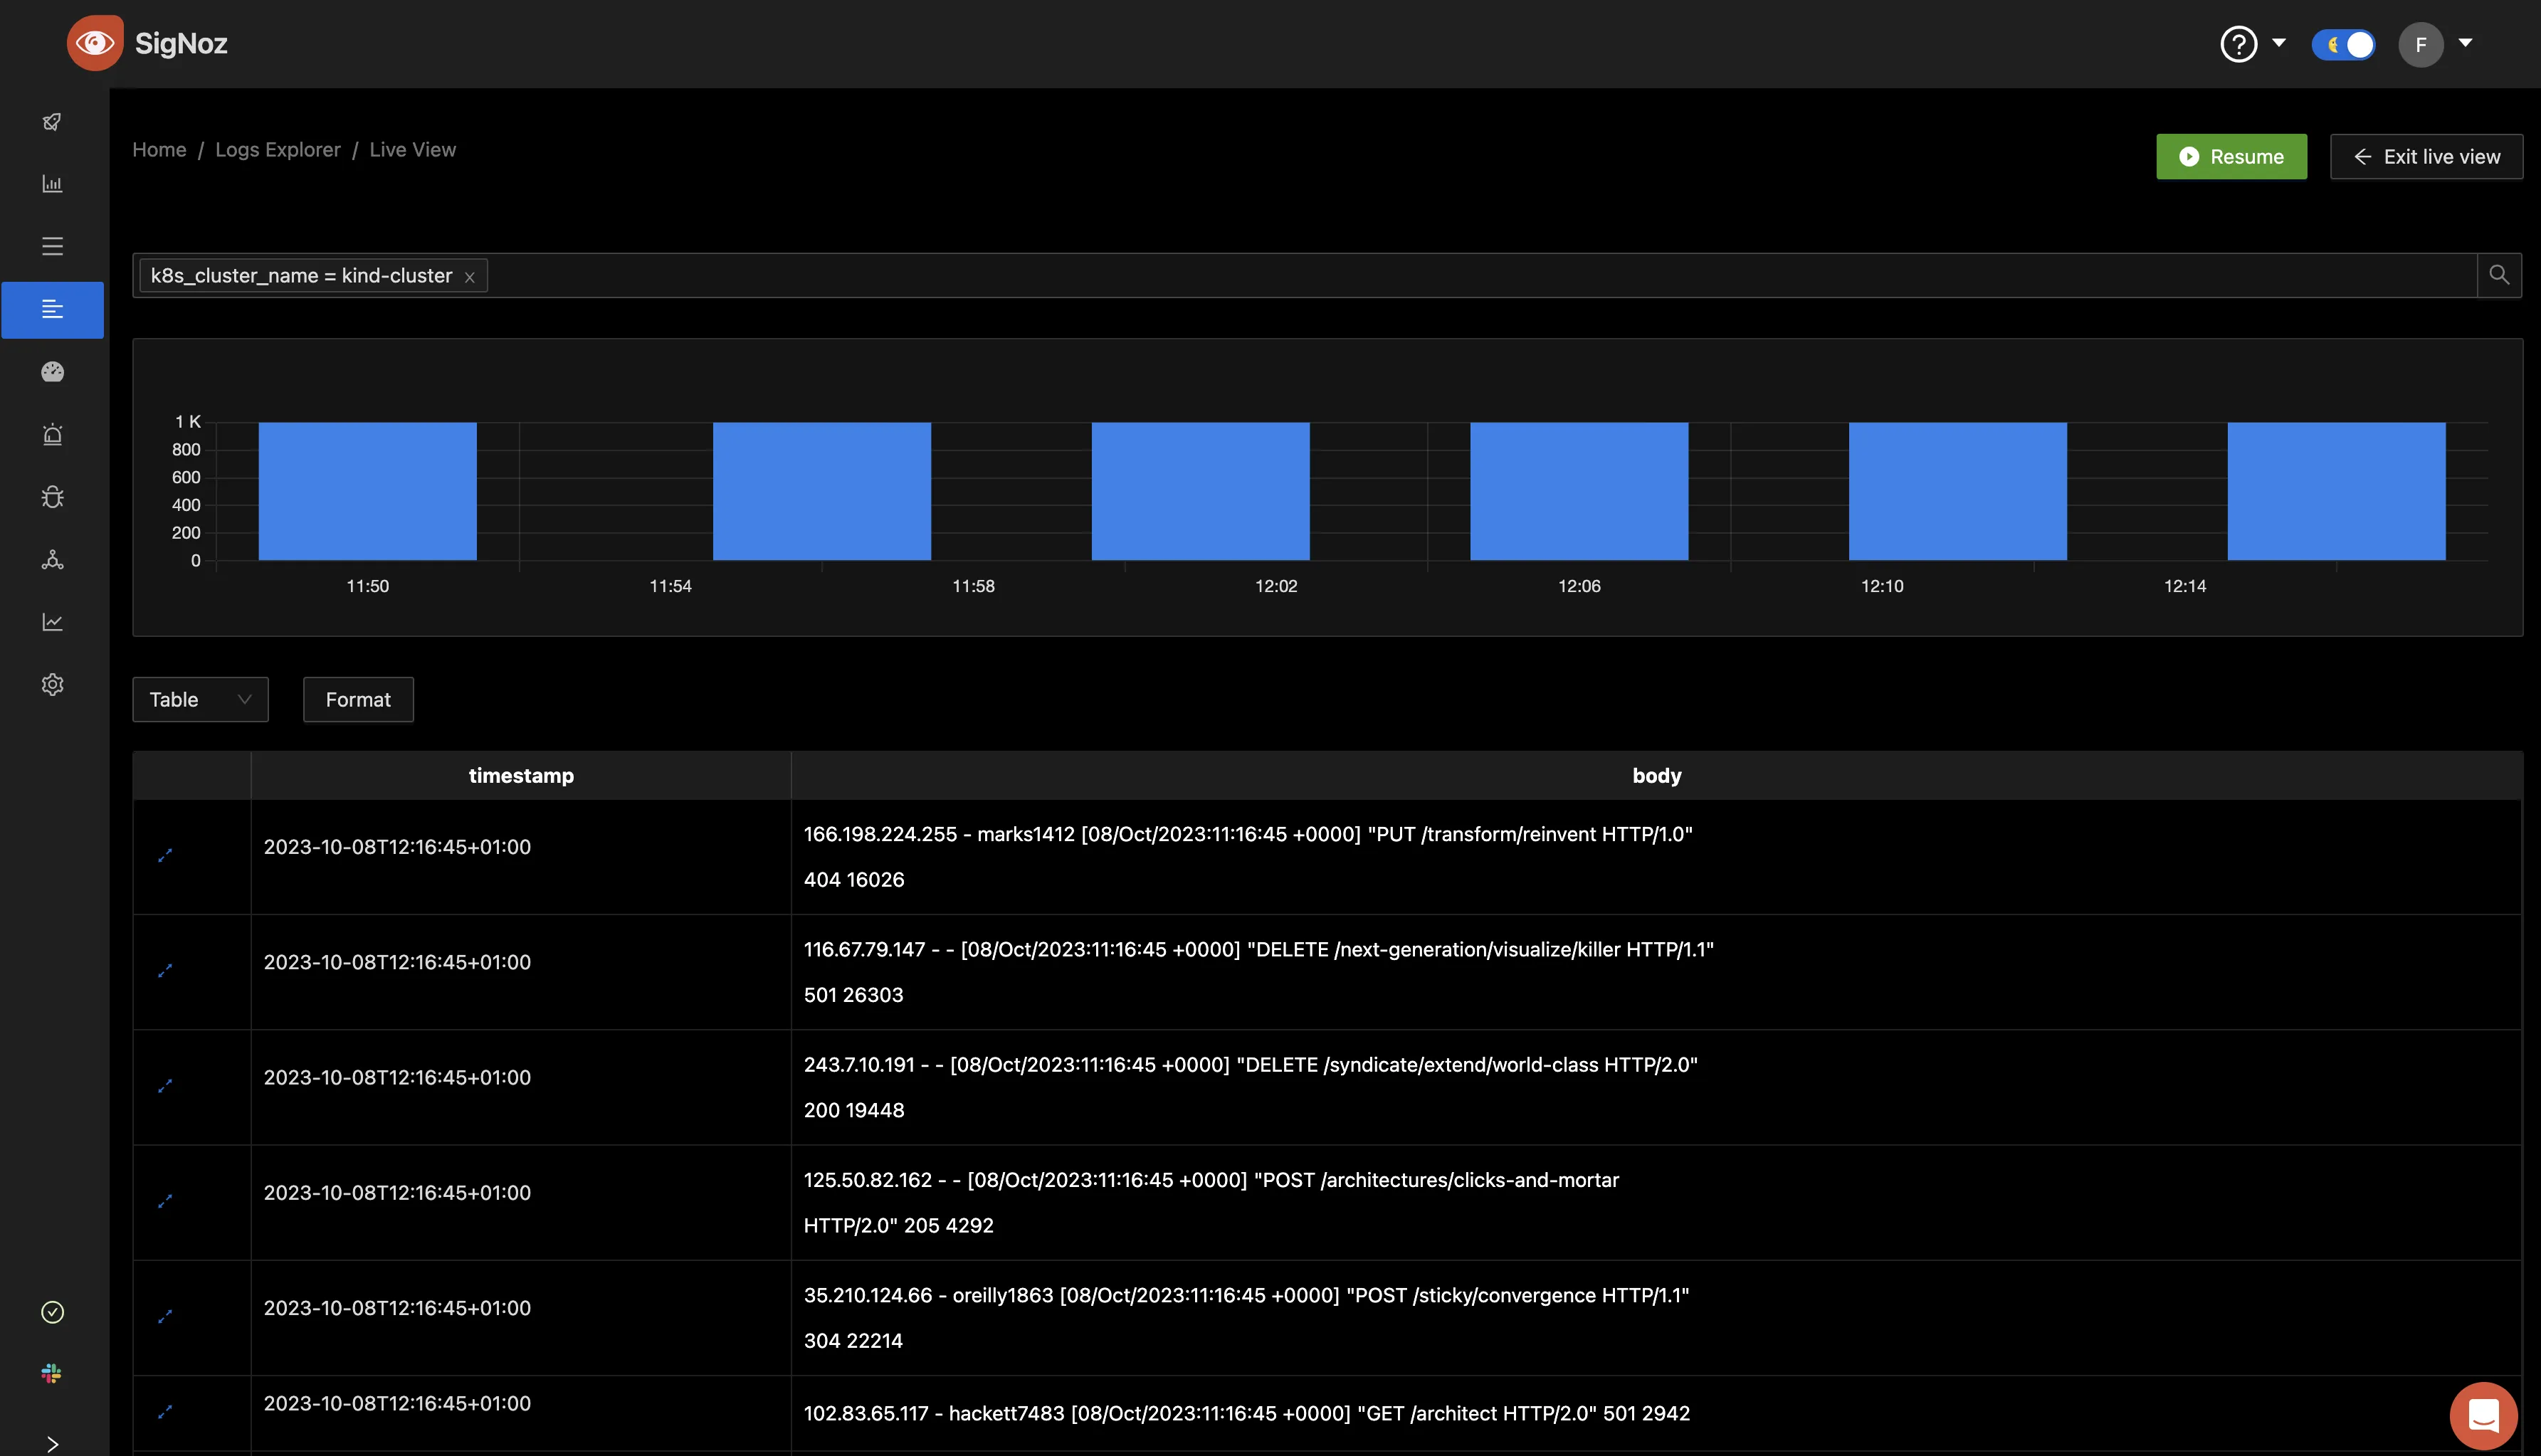 SigNoz
F
Home / Logs Explorer / Live View
Resume
Exit live view
k8s_cluster_name = kind-cluster
1 K
800
600
400
200
0
11:50 11:54 11:58 12:02 12:06 12:10 12:14
Table
Format
timestamp body
2023-10-08T12:16:45+01:00
166.198.224.255 - marks1412 [08/Oct/2023:11:16:45 +0000] "PUT /transform/reinvent HTTP/1.0"
404 16026
2023-10-08T12:16:45+01:00
116.67.79.147 - - [08/Oct/2023:11:16:45 +0000] "DELETE /next-generation/visualize/killer HTTP/1.1"
501 26303
2023-10-08T12:16:45+01:00
243.7.10.191 - - [08/Oct/2023:11:16:45 +0000] "DELETE /syndicate/extend/world-class HTTP/2.0"
200 19448
2023-10-08T12:16:45+01:00
125.50.82.162 - - [08/Oct/2023:11:16:45 +0000] "POST /architectures/clicks-and-mortar
HTTP/2.0" 205 4292
2023-10-08T12:16:45+01:00
35.210.124.66 - oreilly1863 [08/Oct/2023:11:16:45 +0000] "POST /sticky/convergence HTTP/1.1"
304 22214
2023-10-08T12:16:45+01:00
102.83.65.117 - hackett7483 [08/Oct/2023:11:16:45 +0000] "GET /architect HTTP/2.0" 501 2942